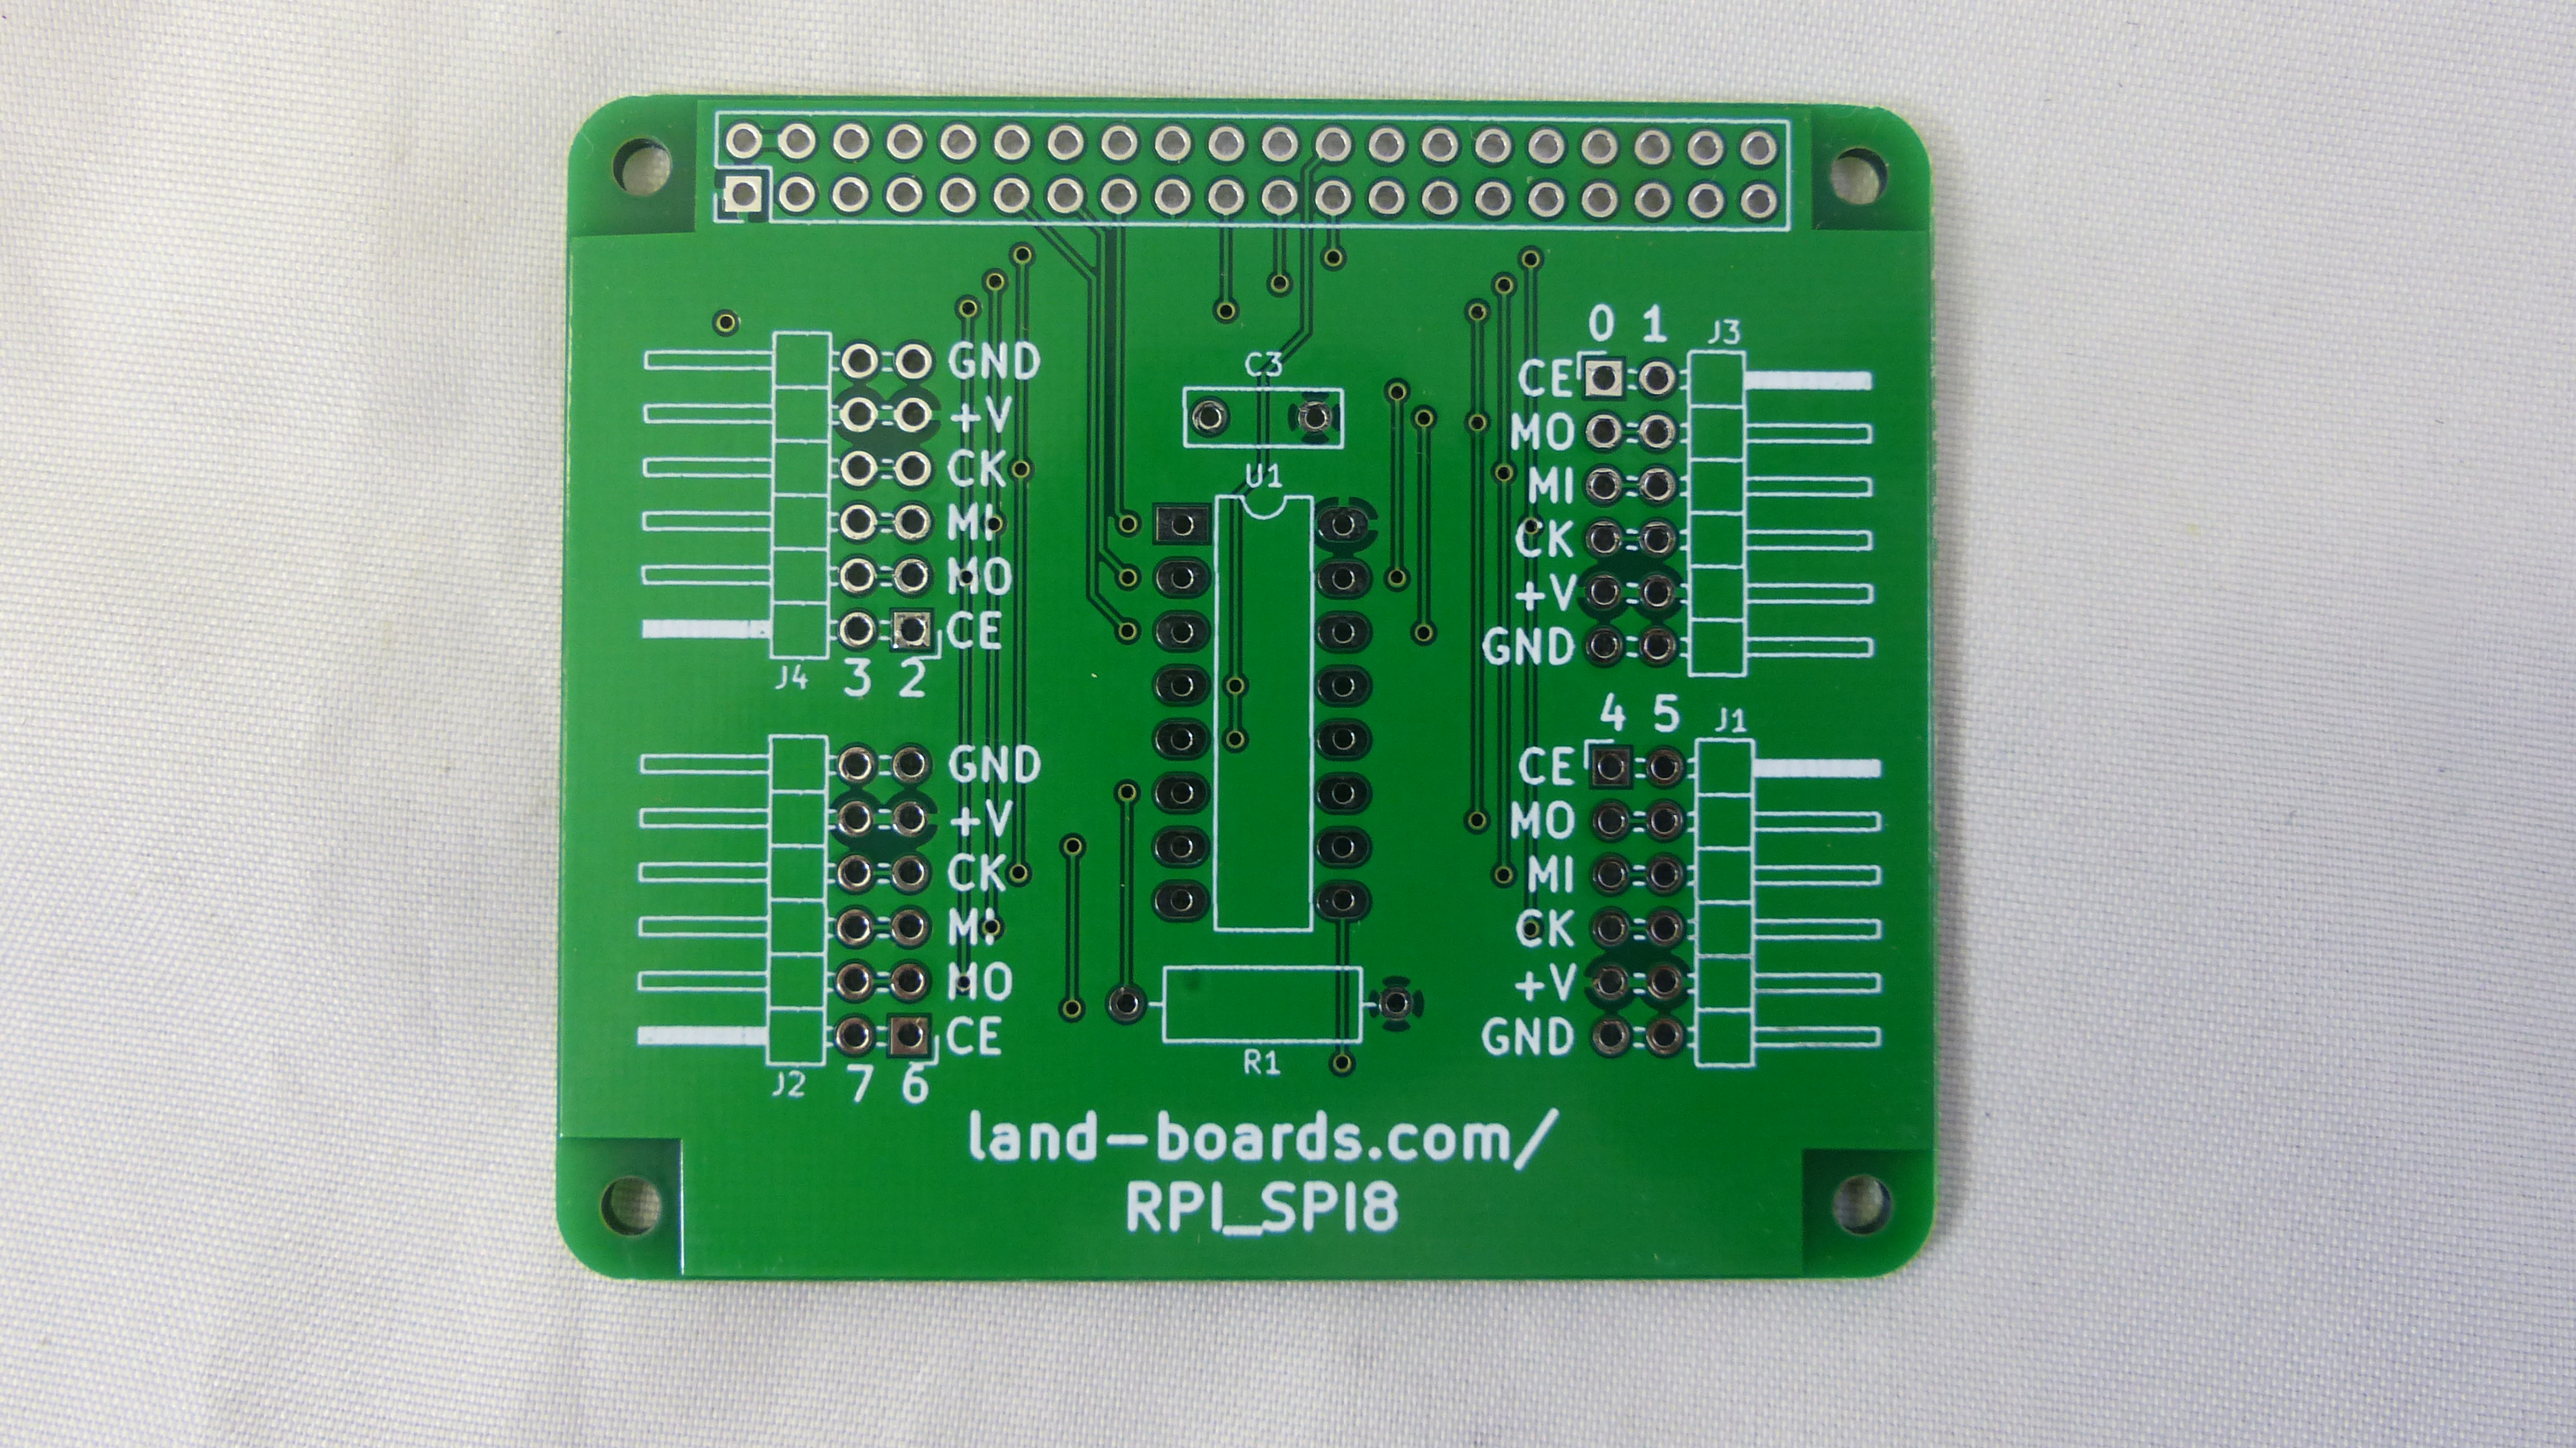 0 1
J3
GND
+V
CK
MI
MO
CE
J4
3 2
C3
U1
CE
MO
MI
CK
+V
GND
4 5
J1
GND
+V
CK
MI
MO
CE
J2
7 6
CE
MO
MI
CK
+V
GND
R1
land-boards.com/
RPI_SPI8